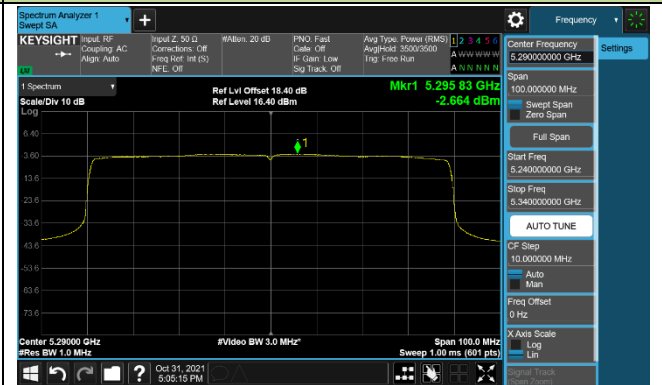 Spectrum Analyzer 1
Swept SA
Frequency
KEYSIGHT
Input: RF
Coupling: AC
Align: Auto
Input Z: 50 Ω
Corrections: Off
Freq Ref: Int (S)
NFE: Off
#Atten: 20 dB
PNO: Fast
Gate: Off
IF Gain: Low
Sig Track: Off
Avg Type: Power (RMS)
Avg|Hold: 3500/3500
Trig: Free Run
1 2 3 4 5 6
A W W W W W
A N N N N N
1 Spectrum
Scale/Div 10 dB
Log
Ref Lvl Offset 18.40 dB
Ref Level 16.40 dBm
Mkr1 5.295 83 GHz
-2.664 dBm
1
6.40
-3.60
-13.6
-23.6
-33.6
-43.6
-53.6
-63.6
-73.6
Center 5.29000 GHz
#Res BW 1.0 MHz
#Video BW 3.0 MHz*
Span 100.0 MHz
Sweep 1.00 ms (601 pts)
?
Oct 31, 2021
5:05:15 PM
Center Frequency
5.290000000 GHz
Span
100.000000 MHz
Swept Span
Zero Span
Full Span
Start Freq
5.240000000 GHz
Stop Freq
5.340000000 GHz
AUTO TUNE
CF Step
10.000000 MHz
Auto
Man
Freq Offset
0 Hz
X Axis Scale
Log
Lin
Signal Track
(Span Zoom)
Settings